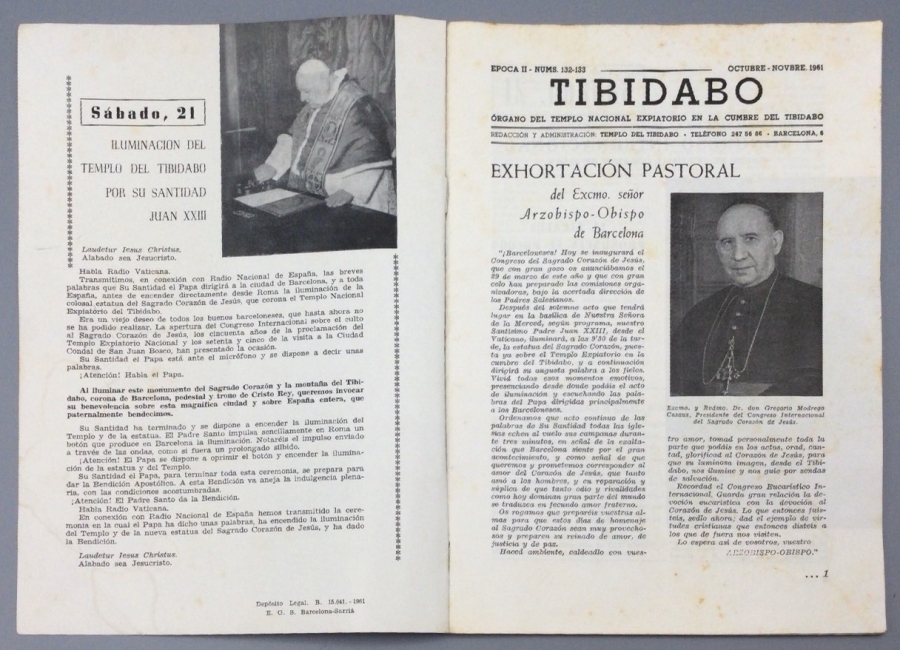 Sábado, 21
ILUMINACION DEL
TEMPLO DEL TIBIDABO
POR SU SANTIDAD
JUAN XXIII
Laudetur Iesus Christus.
Alabado sea Jesucristo.
Habla Radio Vaticana.
Transmitimos, en conexión con Radio Nacional de España, las breves
palabras que Su Santidad el Papa dirigirá a la ciudad de Barcelona, y a toda
España, antes de encender directamente desde Roma la iluminación de la
colosal estatua del Sagrado Corazón de Jesús, que corona el Templo Nacional
Expiatorio del Tibidabo.
Era un viejo deseo de todos los buenos barceloneses, que hasta ahora no
se ha podido realizar. La apertura del Congreso Internacional sobre el culto
al Sagrado Corazón de Jesús, los cincuenta años de la proclamación del
Templo Expiatorio Nacional y los setenta y cinco de la visita a la Ciudad
Condal de San Juan Bosco, han presentado la ocasión.
Su Santidad el Papa está ante el micrófono y se dispone a decir unas
palabras.
¡Atención! Habla el Papa.
Al iluminar este monumento del Sagrado Corazón y la montaña del Tibi-
dabo, corona de Barcelona, podestal y trono de Cristo Rey, queremos invocar
su benevolencia sobre esta magnífica ciudad y sobre España entera, que
paternalmente bendecimos.
Su Santidad ha terminado y se dispone a encender la iluminación del
Templo y de la estatua. El Padre Santo impulsa sencillamente en Roma un
botón que produce en Barcelona la iluminación. Notaréis el impulso enviado
a través de las ondas, como si fuera un prolongado silbido.
¡Atención! El Papa se dispone a oprimir el botón y encender la ilumina-
ción de la estatua y del Templo.
Su Santidad el Papa, para terminar toda esta ceremonia, se prepara para
dar la Bendición Apostólica. A esta Bendición va aneja la indulgencia plena-
ria, con las condiciones acostumbradas.
¡Atención! El Padre Santo da la Bendición.
Habla Radio Vaticana.
En conexión con Radio Nacional de España hemos transmitido la cere-
monia en la cual el Papa ha dicho unas palabras, ha encendido la iluminación
del Templo y de la nueva estatua del Sagrado Corazón de Jesús, y ha dado
la Bendición.
Laudetur Iesus Christus.
Alabado sea Jesucristo.
Depósito Legal. B. 15.641.-1961
E. G. S. Barcelona-Sarriá
EPOCA II - NUMS. 132-133 OCTUBRE - NOVBRE. 1961
TIBIDABO
ÓRGANO DEL TEMPLO NACIONAL EXPIATORIO EN LA CUMBRE DEL TIBIDABO
REDACCIÓN Y ADMINISTRACIÓN: TEMPLO DEL TIBIDABO - TELÉFONO 247 56 86 - BARCELONA, 6
EXHORTACIÓN PASTORAL
del Excmo. señor
Arzobispo-Obispo
de Barcelona
"¡Barceloneses! Hoy se inaugurará el
Congreso del Sagrado Corazón de Jesús,
que con gran gozo os anunciábamos el
29 de marzo de este año y que con gran
celo han preparado las comisiones orga-
nizadoras, bajo la acertada dirección de
los Padres Salesianos.
Después del solemne acto que tendrá
lugar en la basílica de Nuestra Señora
de la Merced, según programa, nuestro
Santísimo Padre Juan XXIII, desde el
Vaticano, iluminará, a las 9'30 de la tar-
de, la estatua del Sagrado Corazón, pues-
ta ya sobre el Templo Expiatorio en la
cumbre del Tibidabo, y a continuación
dirigirá su augusta palabra a los fieles.
Vivid todos esos momentos emotivos,
presenciando desde donde podáis el acto
de iluminación y escuchando las pala-
bras del Papa dirigidas principalmente
a los Barceloneses.
Ordenamos que acto continuo de las
palabras de Su Santidad todas las igle-
sias echen al vuelo sus campanas duran-
te tres minutos, en señal de la exalta-
ción que Barcelona siente por el gran
acontecimiento, y como señal de que
queremos y prometemos corresponder al
amor del Corazón de Jesús, que tanto
amó a los hombres, y en reparación y
súplica de que tanto odio y rivalidades
como hoy dominan gran parte del mundo
se traduzca en fecundo amor fraterno.
Os rogamos que preparéis vuestras al-
mas para que estos días de homenaje
al Sagrado Corazón sean muy provecho-
sos y preparen su reinado de amor, de
justicia y de paz.
Haced ambiente, caldeadlo con vues-
Excmo. y Rvdmo. Dr. don Gregorio Modrego
Casaus, Presidente del Congreso Internacional
del Sagrado Corazón de Jesús.
tro amor, tomad personalmente toda la
parte que podáis en los actos, orad, can-
tad, glorificad al Corazón de Jesús, para
que su luminosa imagen, desde el Tibi-
dabo, nos ilumine y nos guíe por sendas
de salvación.
Recordad el Congreso Eucarístico In-
ternacional. Guarda gran relación la de-
voción eucarística con la devoción al
Corazón de Jesús. Lo que entonces fuis-
teis, sedlo ahora; dad el ejemplo de vir-
tudes cristianas que entonces disteis a
los que de fuera nos visiten.
Lo espera así de vosotros, vuestro
ARZOBISPO-OBISPO."
... 1